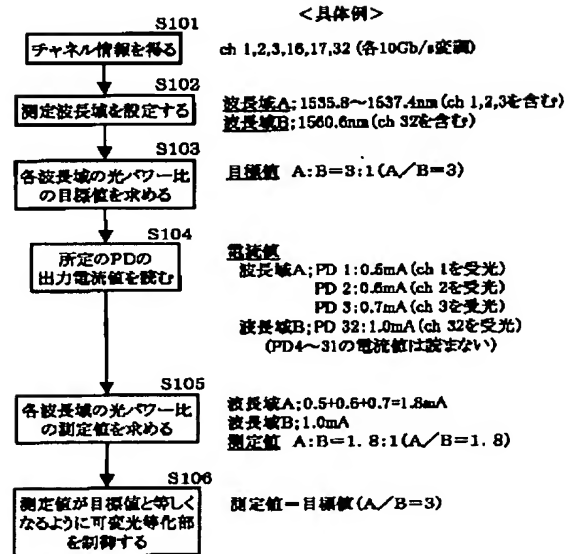 <具体例>
S101
チャネル情報を得る
ch 1,2,3,16,17,32 (各10Gb/s変調)
S102
測定波長域を設定する
波長域A;1535.8~1537.4nm(ch 1,2,3を含む)
波長域B;1560.6nm(ch 32を含む)
S103
各波長域の光パワー比
の目標値を求める
目標値 A:B=3:1(A/B=3)
S104
所定のPDの
出力電流値を読む
電流値
波長域A;PD 1:0.5mA(ch 1を受光)
PD 2:0.6mA(ch 2を受光)
PD 3:0.7mA(ch 3を受光)
波長域B;PD 32:1.0mA(ch 32を受光)
(PD4~31の電流値は読まない)
S105
各波長域の光パワー比
の測定値を求める
波長域A;0.5+0.6+0.7=1.8mA
波長域B;1.0mA
測定値 A:B=1.8:1(A/B=1.8)
S106
測定値が目標値と等しく
なるように可変光等化部
を制御する
測定値=目標値(A/B=3)